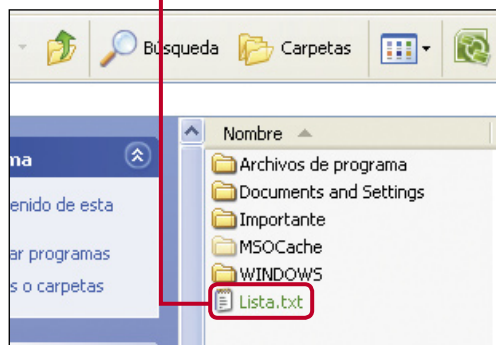 Búsqueda Carpetas
Nombre
ma
enido de esta
ar programas
s o carpetas
Archivos de programa
Documents and Settings
Importante
MSOCache
WINDOWS
Lista.txt